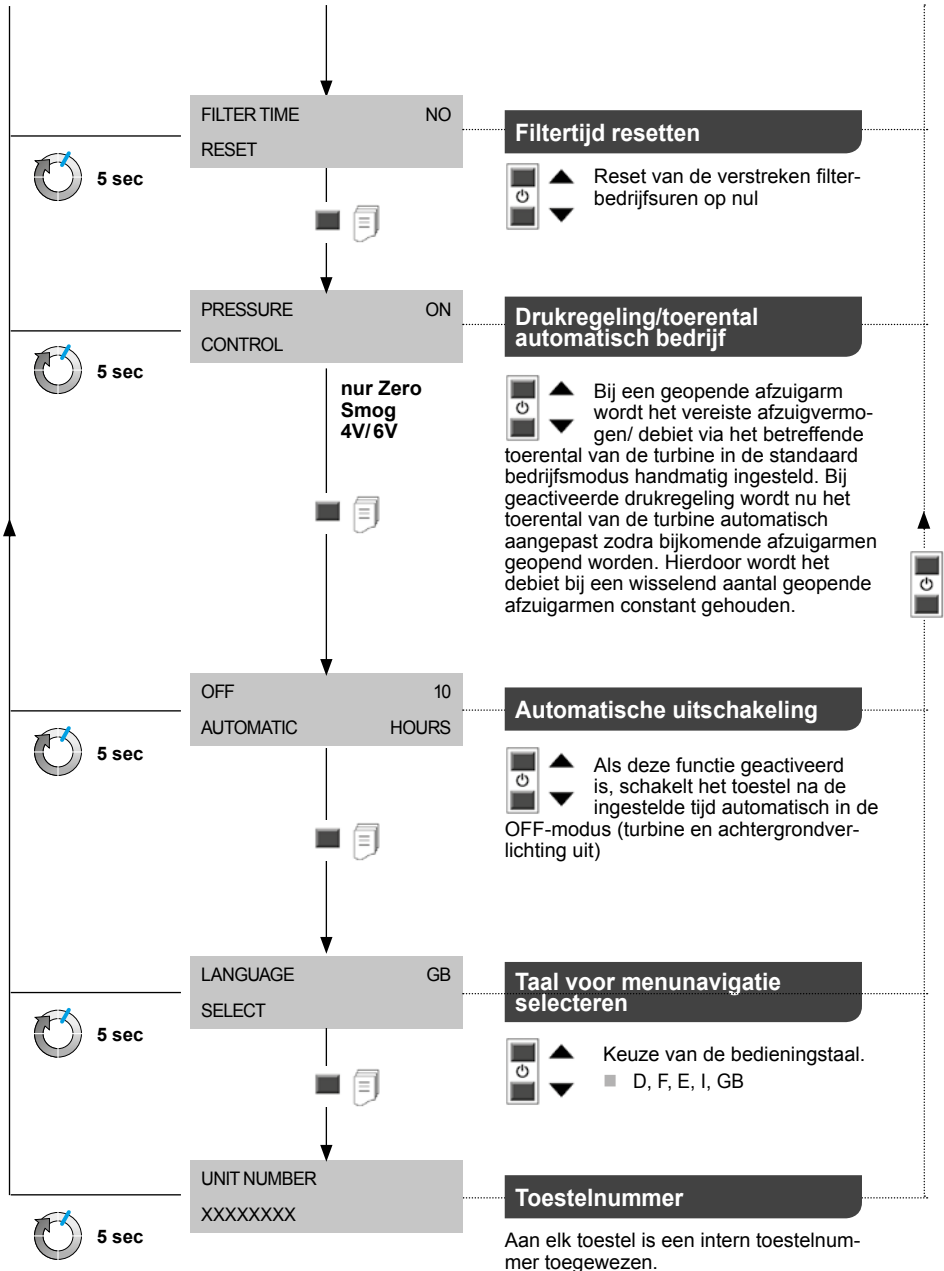 FILTER TIME NO
RESET
5 sec
Filtertijd resetten
Reset van de verstreken filter-
bedrijfsuren op nul
PRESSURE ON
CONTROL
5 sec
nur Zero
Smog
4V/6V
Drukregeling/toerental
automatisch bedrijf
Bij een geopende afzuigarm
wordt het vereiste afzuigvermo-
gen/ debiet via het betreffende
toerental van de turbine in de standaard
bedrijfsmodus handmatig ingesteld. Bij
geactiveerde drukregeling wordt nu het
toerental van de turbine automatisch
aangepast zodra bijkomende afzuigarmen
geopend worden. Hierdoor wordt het
debiet bij een wisselend aantal geopende
afzuigarmen constant gehouden.
OFF 10
AUTOMATIC HOURS
5 sec
Automatische uitschakeling
Als deze functie geactiveerd
is, schakelt het toestel na de
ingestelde tijd automatisch in de
OFF-modus (turbine en achtergrondver-
lichting uit)
LANGUAGE GB
SELECT
5 sec
Taal voor menunavigatie
selecteren
Keuze van de bedieningstaal.
D, F, E, I, GB
UNIT NUMBER
XXXXXXXX
5 sec
Toestelnummer
Aan elk toestel is een intern toestelnum-
mer toegewezen.